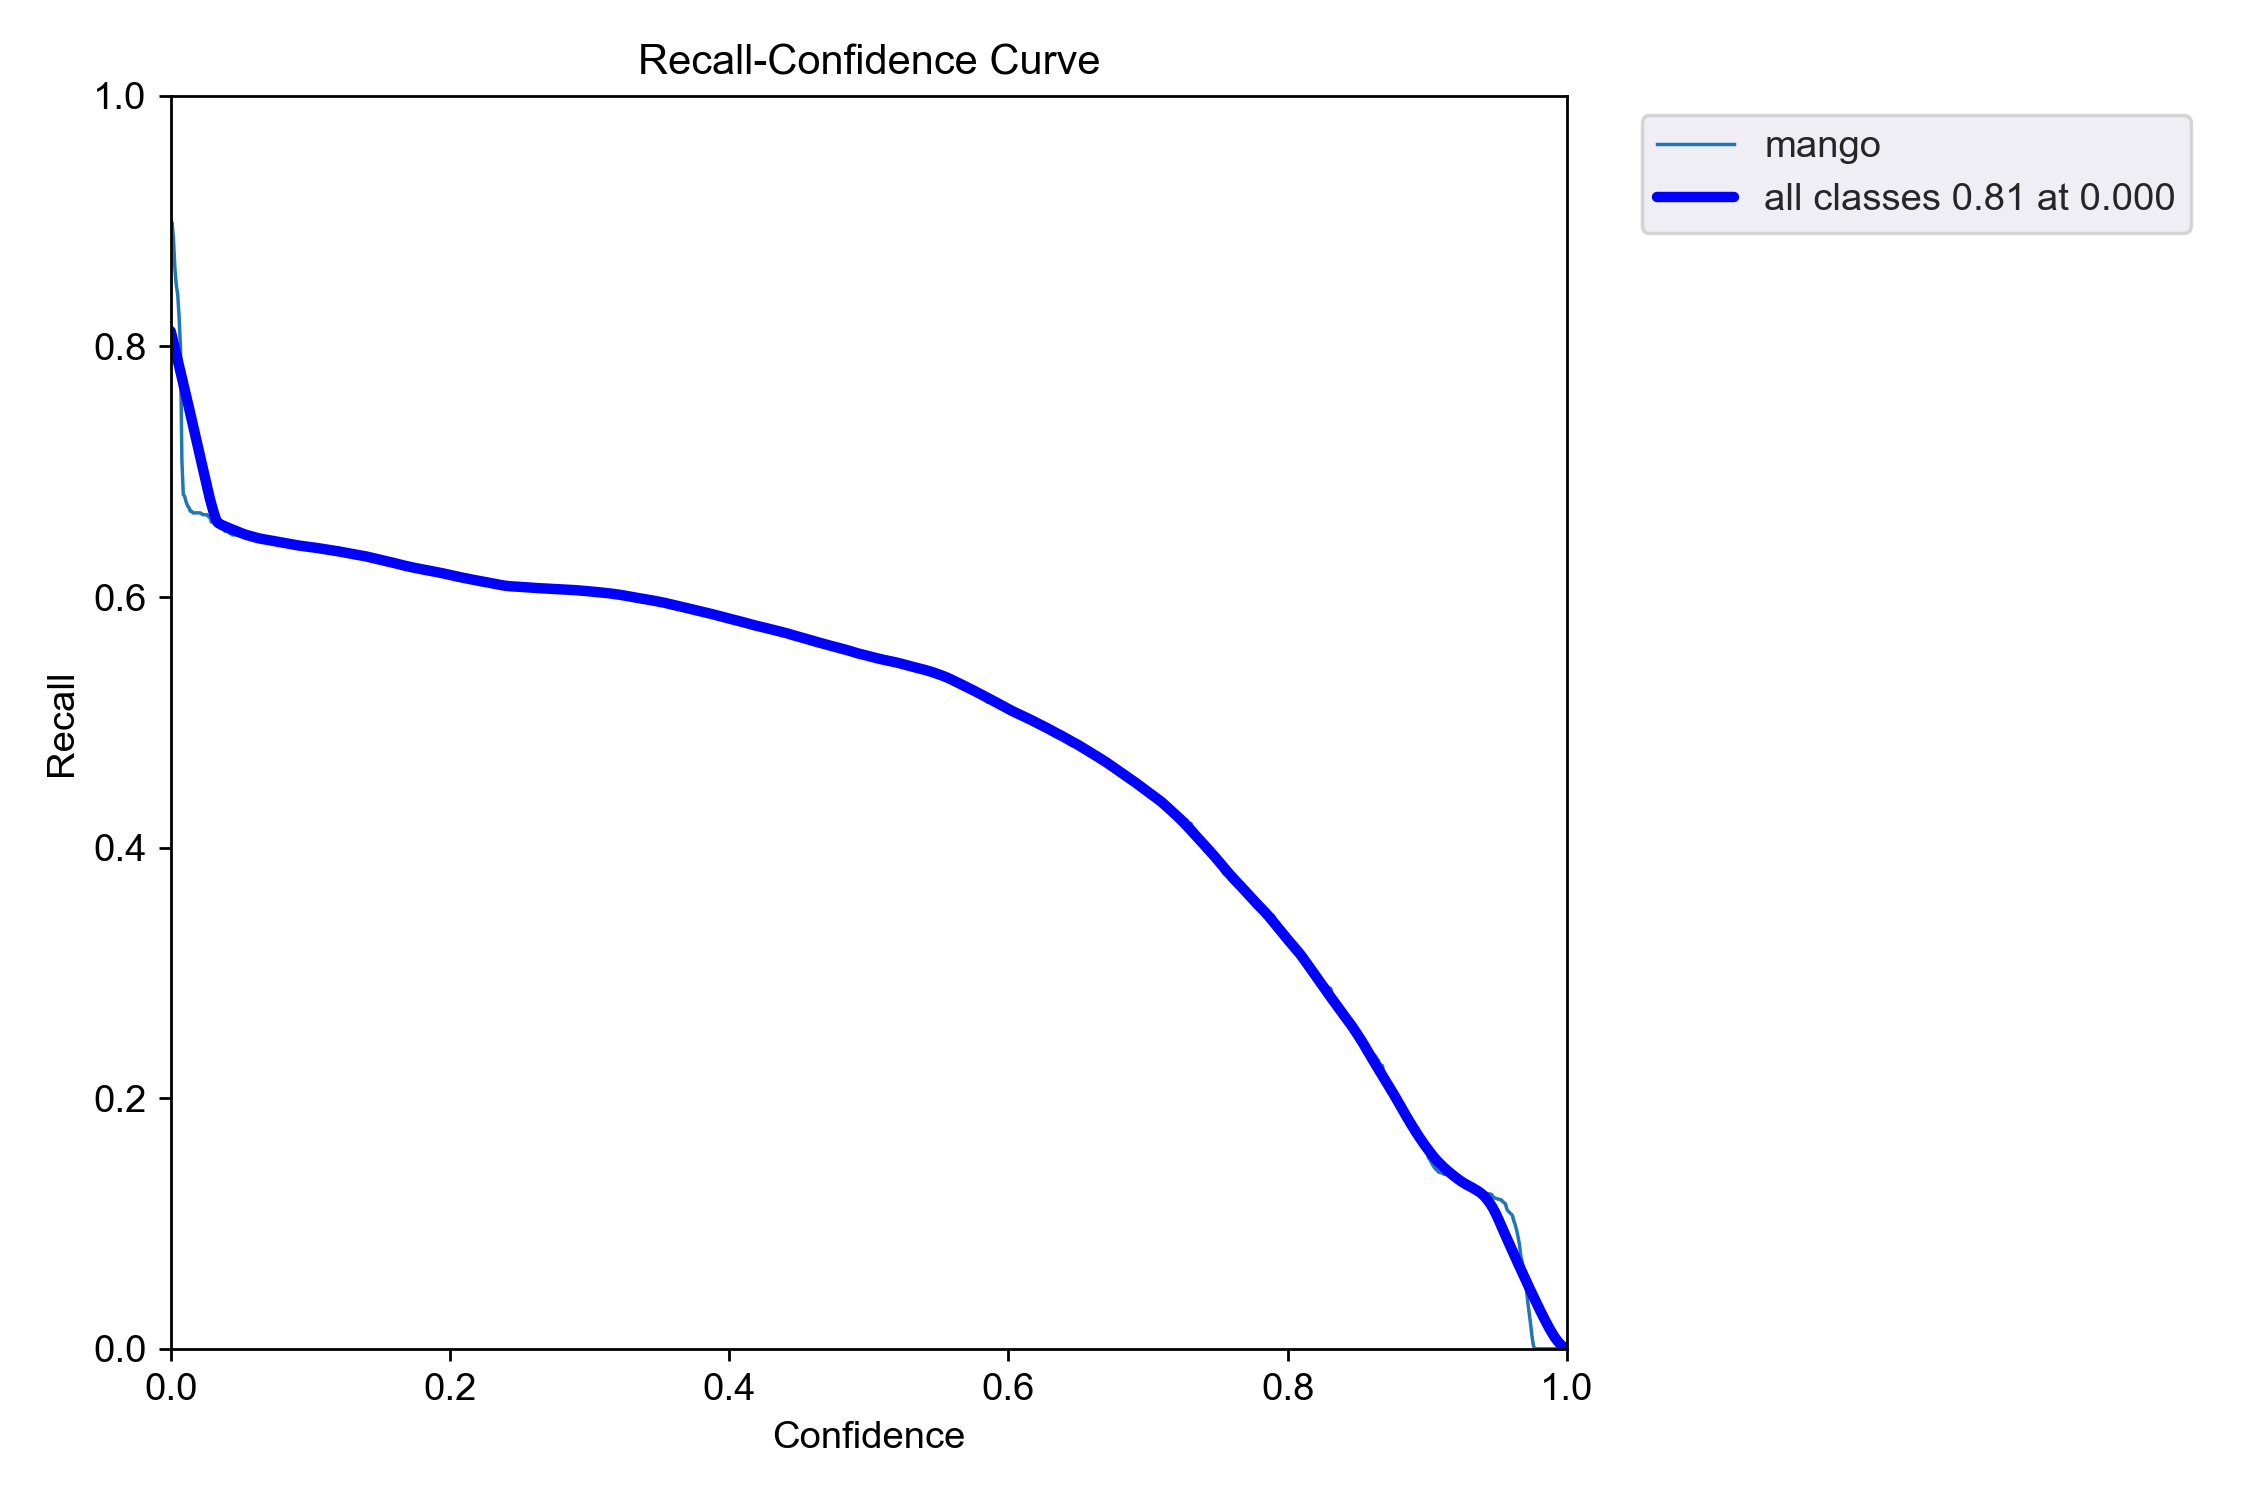 Recall-Confidence Curve
mango
all classes 0.81 at 0.000
1.0
0.8
0.6
0.4
0.2
0.0
Recall
0.0 0.2 0.4 0.6 0.8 1.0
Confidence